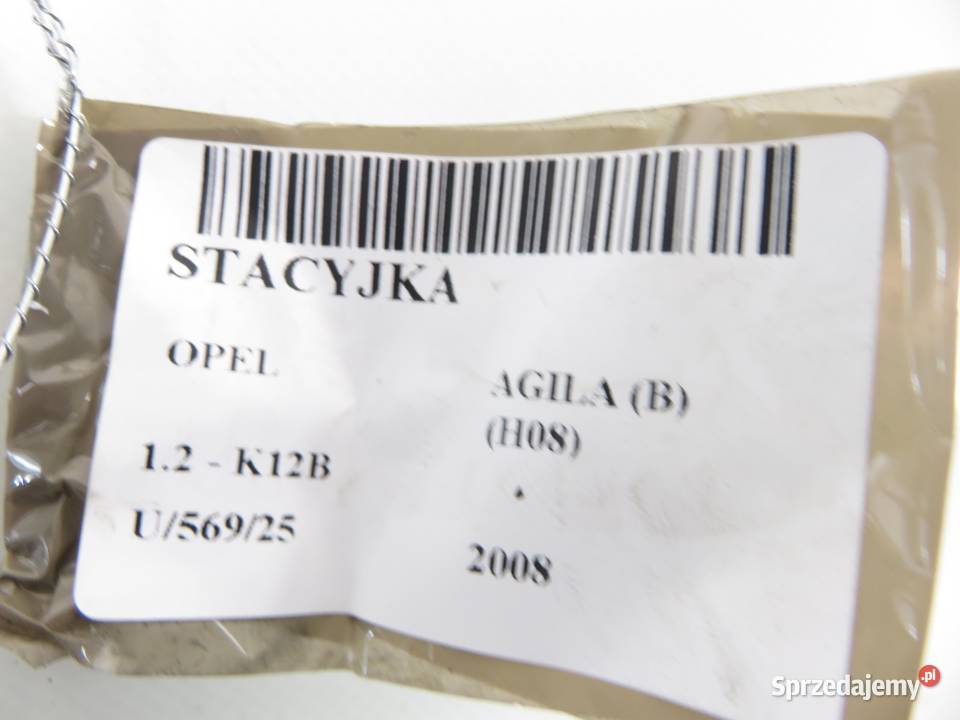 STACYJKA
OPEL
AGILA (B)
(H08)
1.2 - K12B
.
U/569/25
2008
Sprzedajemy.pl